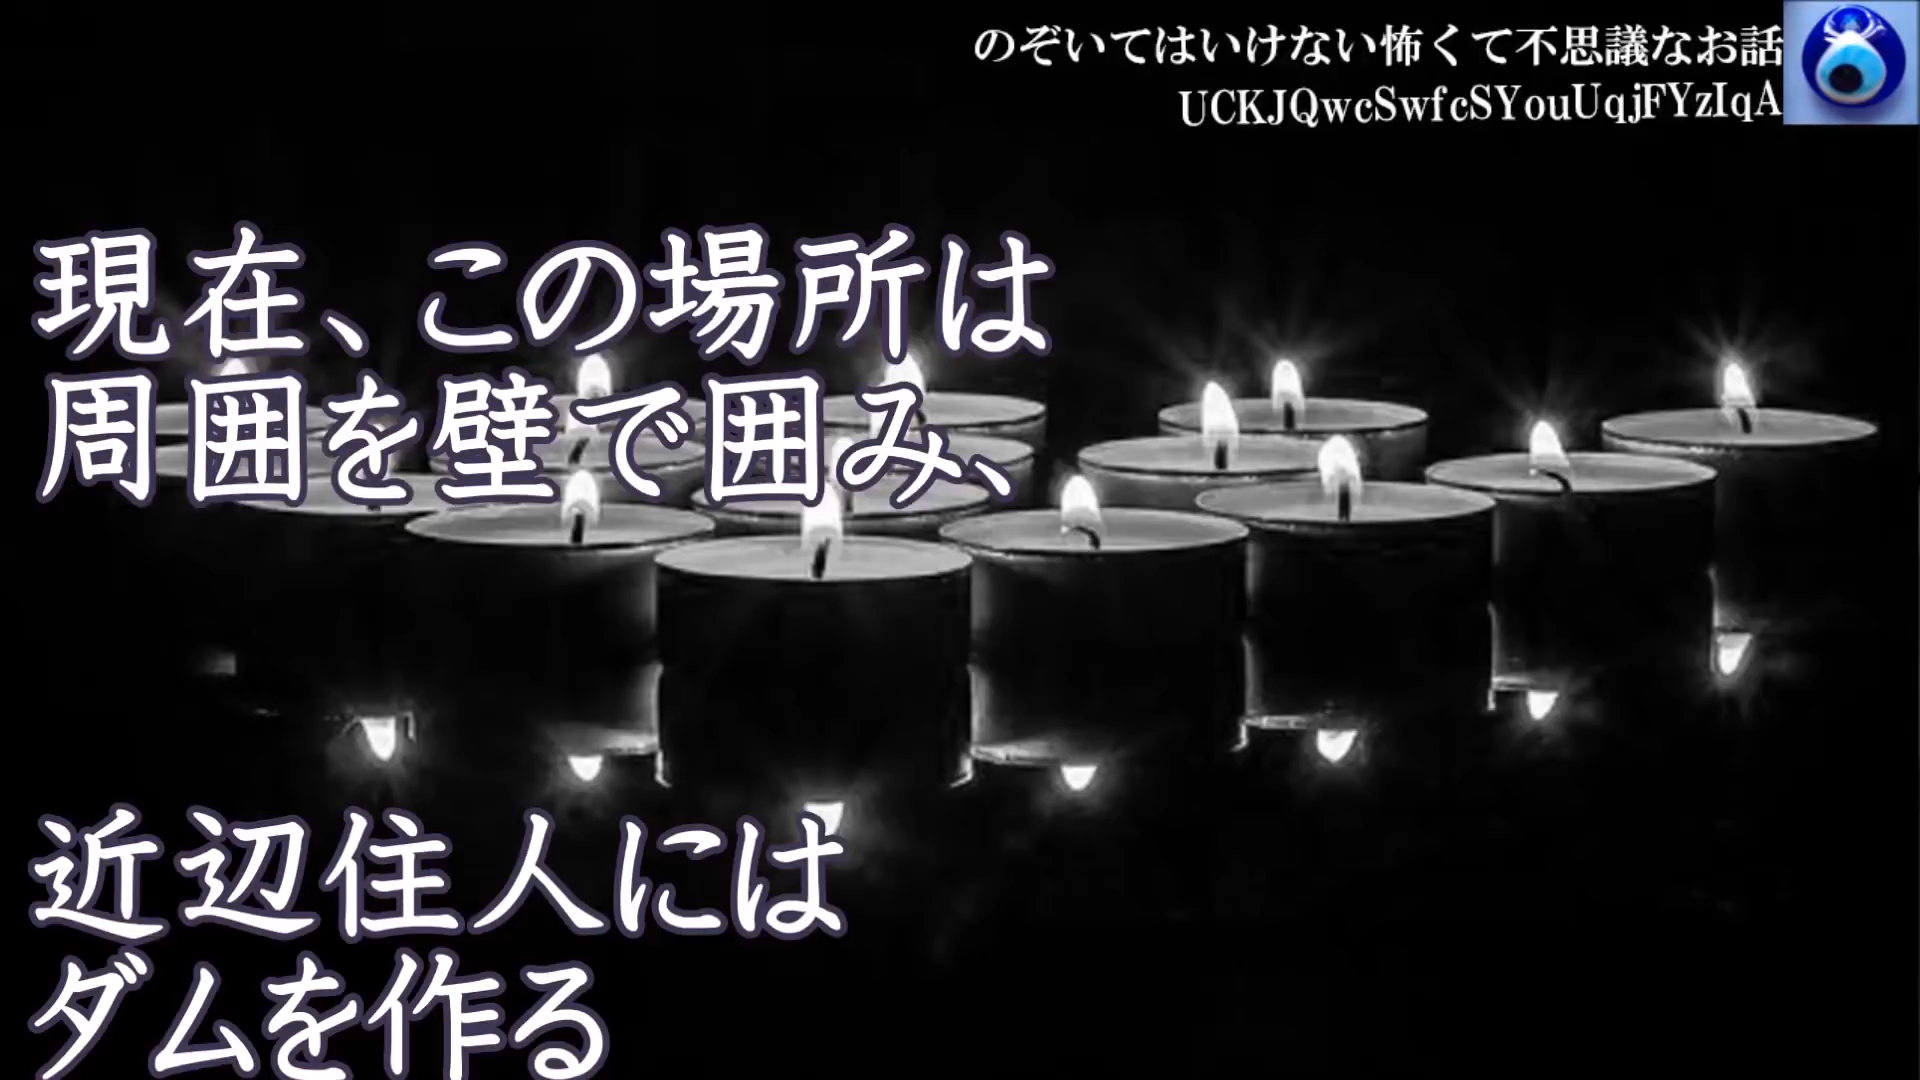 のぞいてはいけない怖くて不思議なお話
UCKJQwcSwfcSYouUqjFYzIqA
現在、この場所は
周囲を壁で囲み、
近辺住人には
ダムを作る